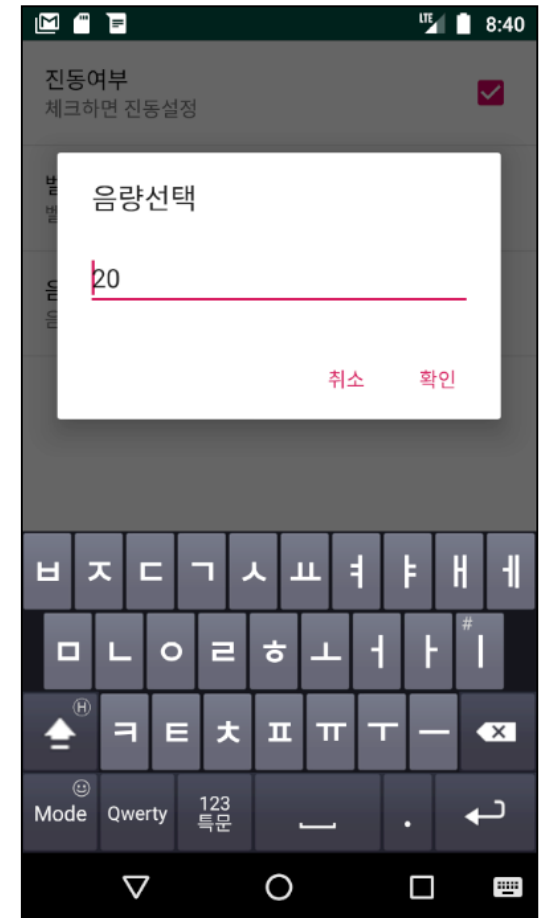 LTE 8:40
진동여부
체크하면 진동설정
음량선택
20
취소 확인
ㅂ ㅈ ㄷ ㄱ ㅅ ㅛ ㅕ ㅑ ㅐ ㅔ
#
ㅁ ㄴ ㅇ ㄹ ㅎ ㅗ ㅓ ㅏ ㅣ
H
ㅋ ㅌ ㅊ ㅍ ㅠ ㅜ ㅡ
Mode Qwerty 123 .
특문